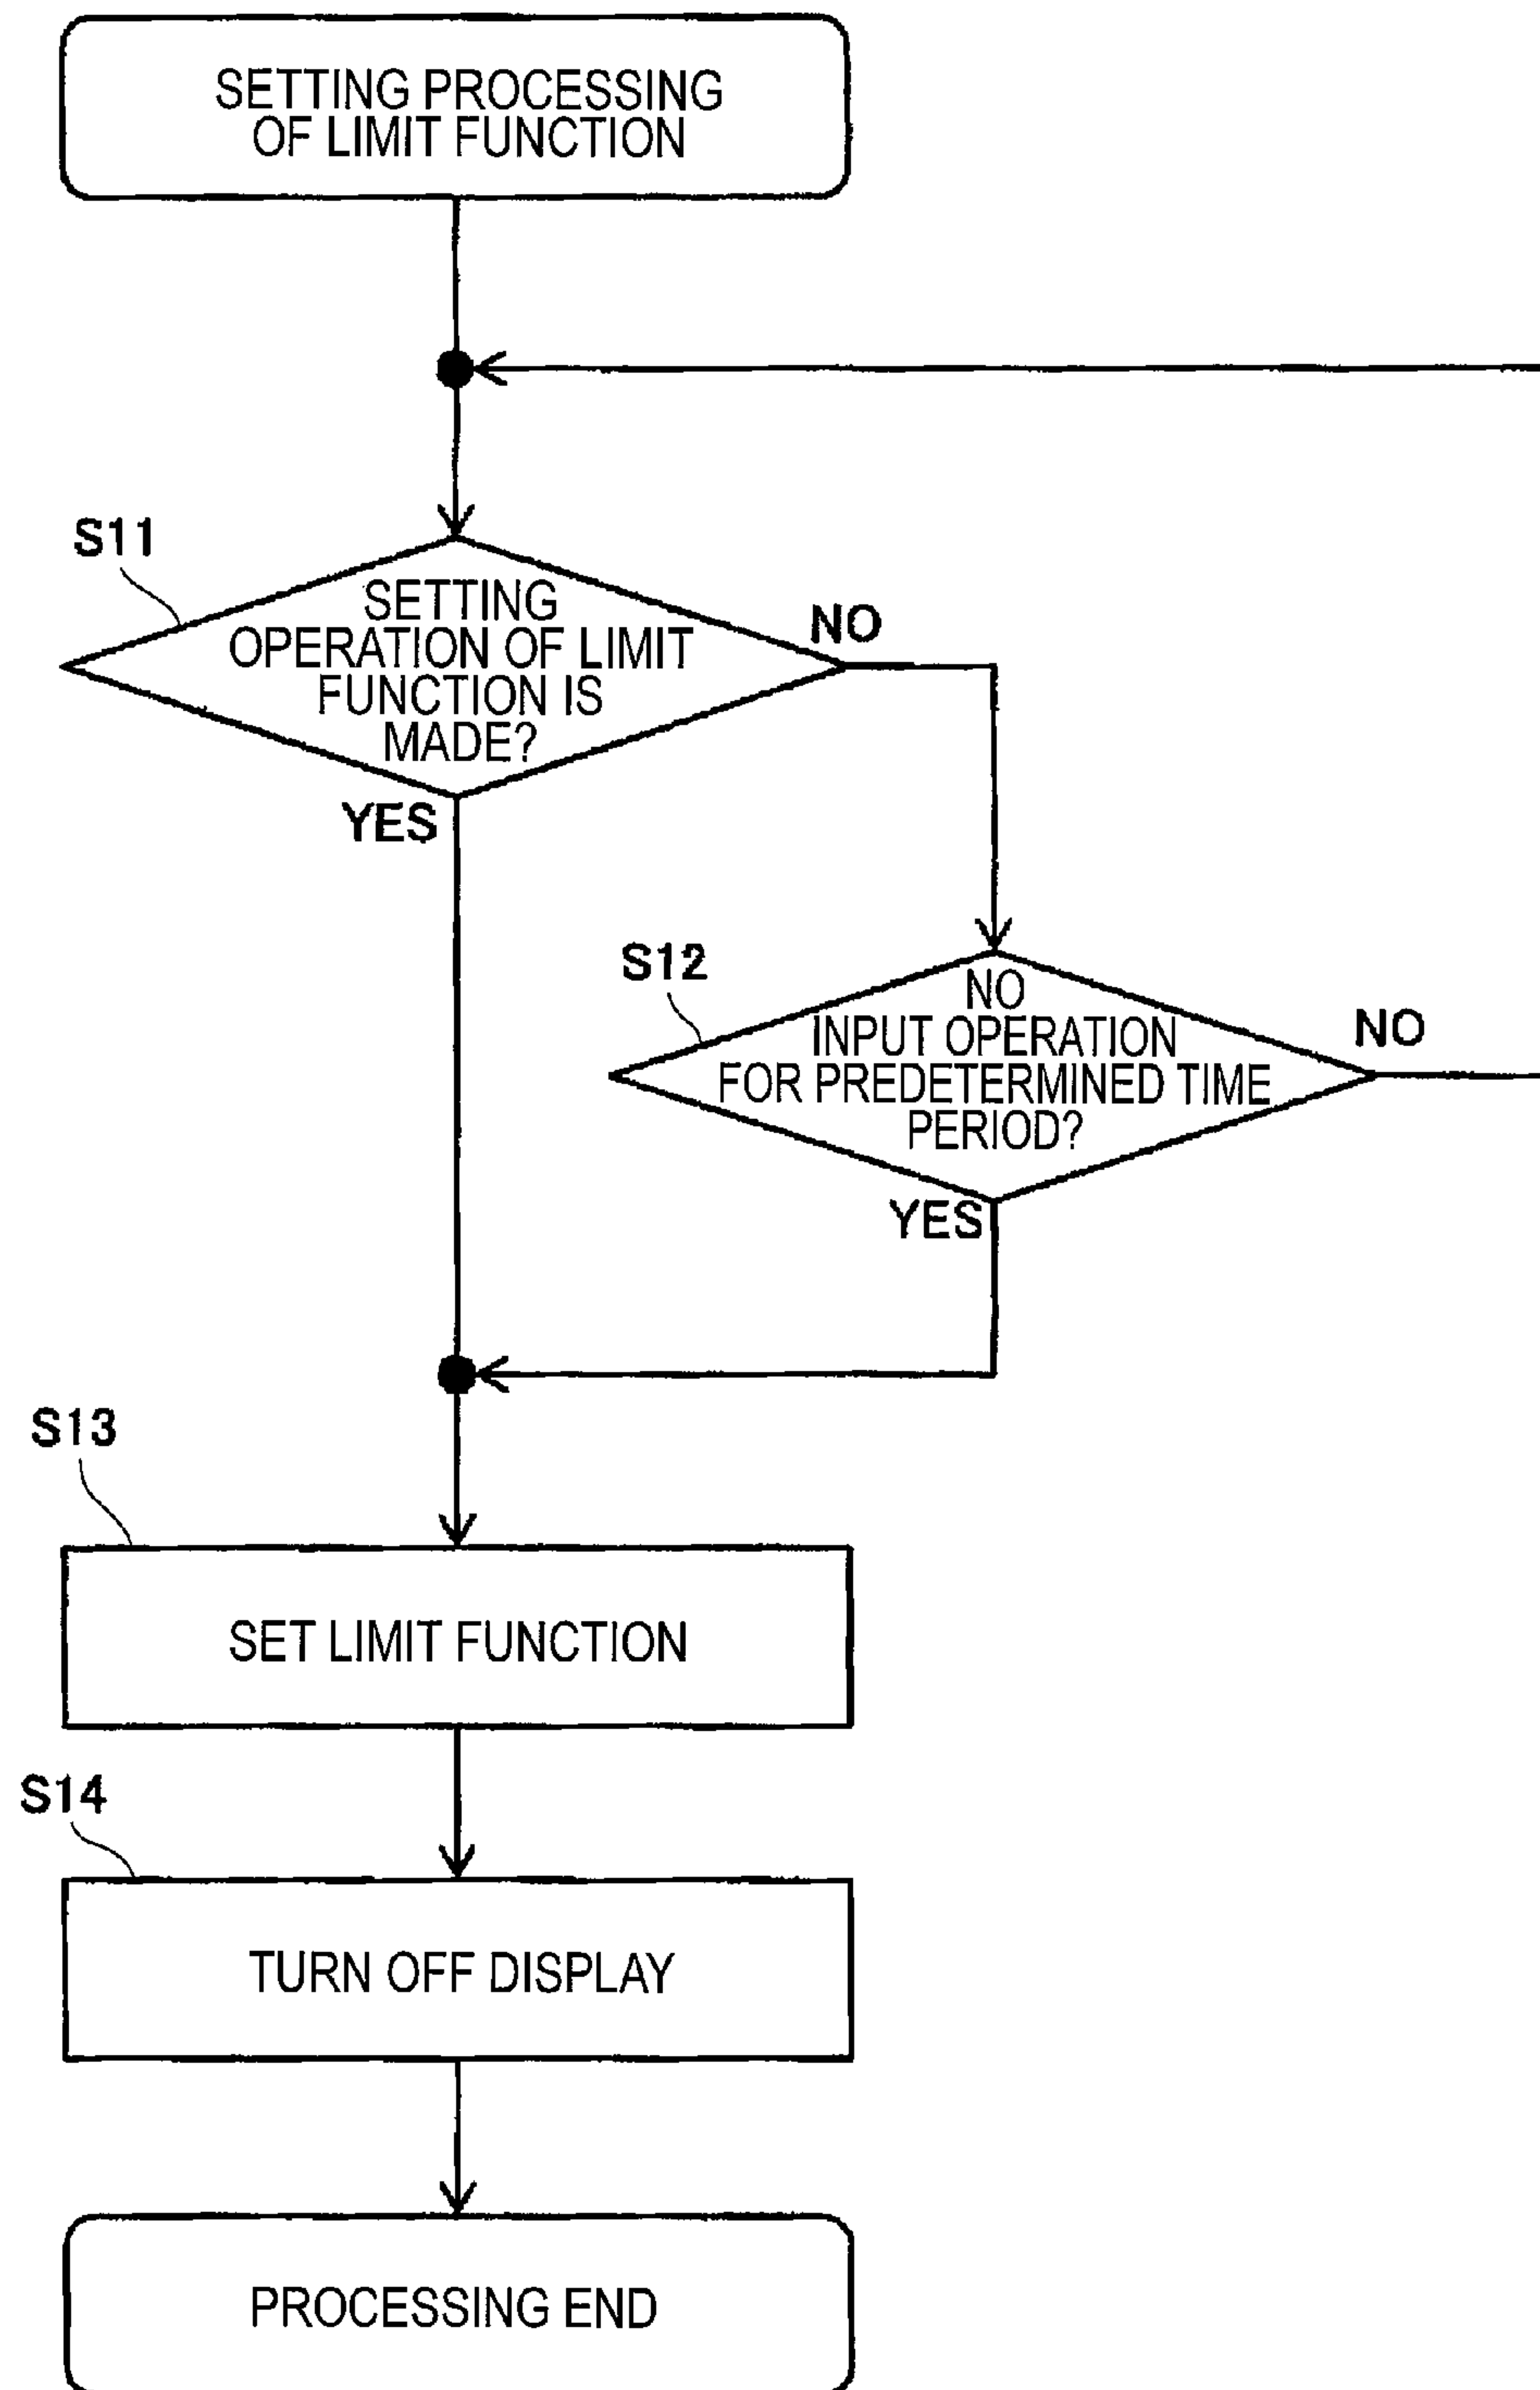 SETTING PROCESSING
OF LIMIT FUNCTION
S11
SETTING
OPERATION OF LIMIT
FUNCTION IS
MADE?
NO
YES
S12
NO
INPUT OPERATION
FOR PREDETERMINED TIME
PERIOD?
NO
YES
S13
SET LIMIT FUNCTION
S14
TURN OFF DISPLAY
PROCESSING END